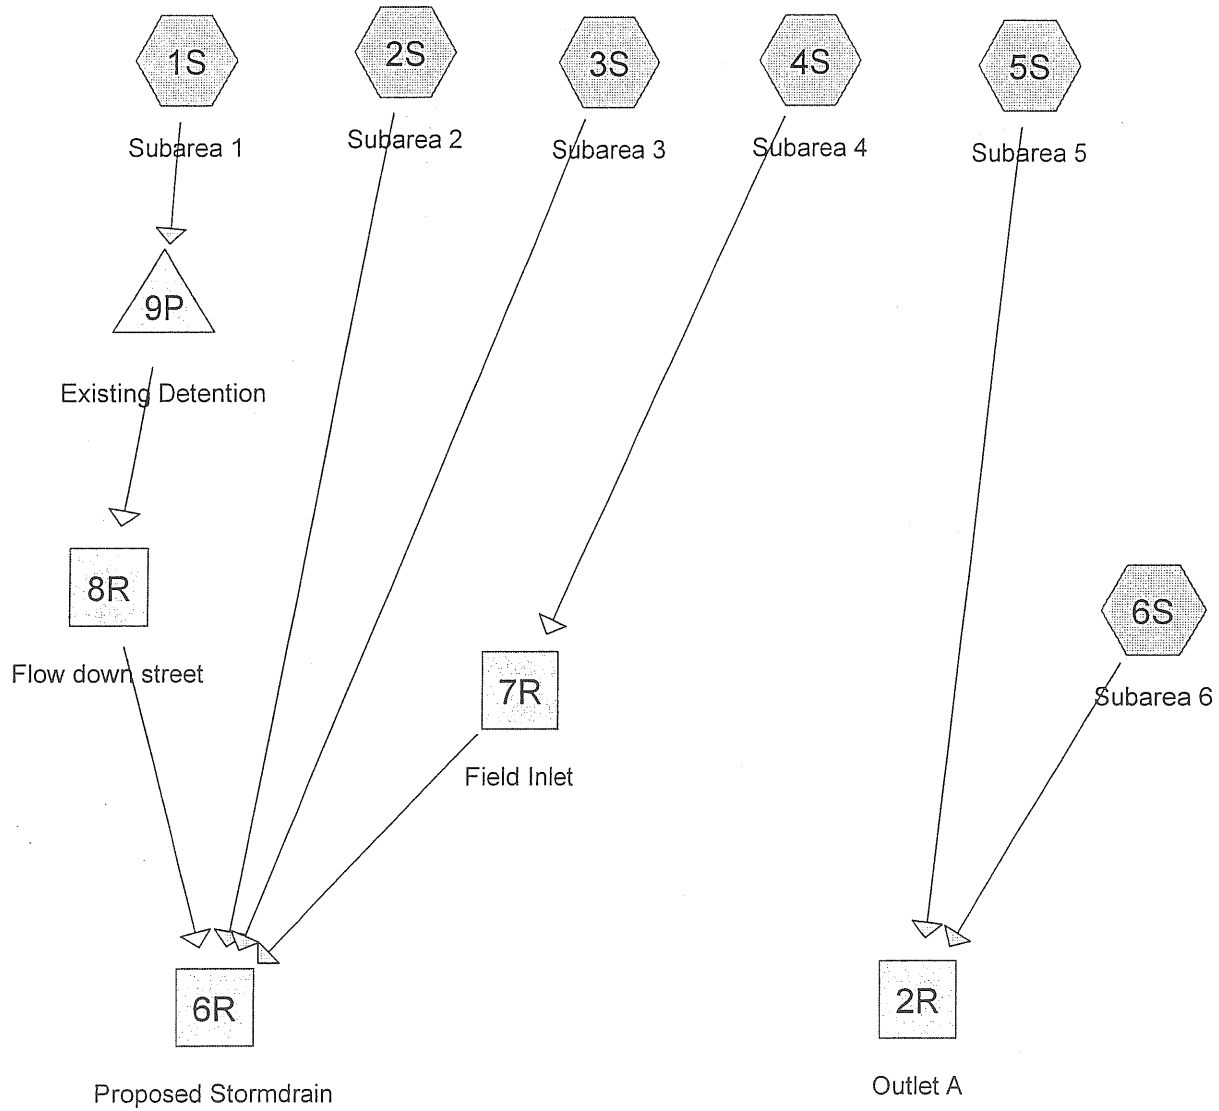 1S
2S
3S
4S
5S
Subarea 1
Subarea 2
Subarea 3
Subarea 4
Subarea 5
9P
Existing Detention
8R
Flow down street
6S
Subarea 6
7R
Field Inlet
6R
Proposed Stormdrain
2R
Outlet A